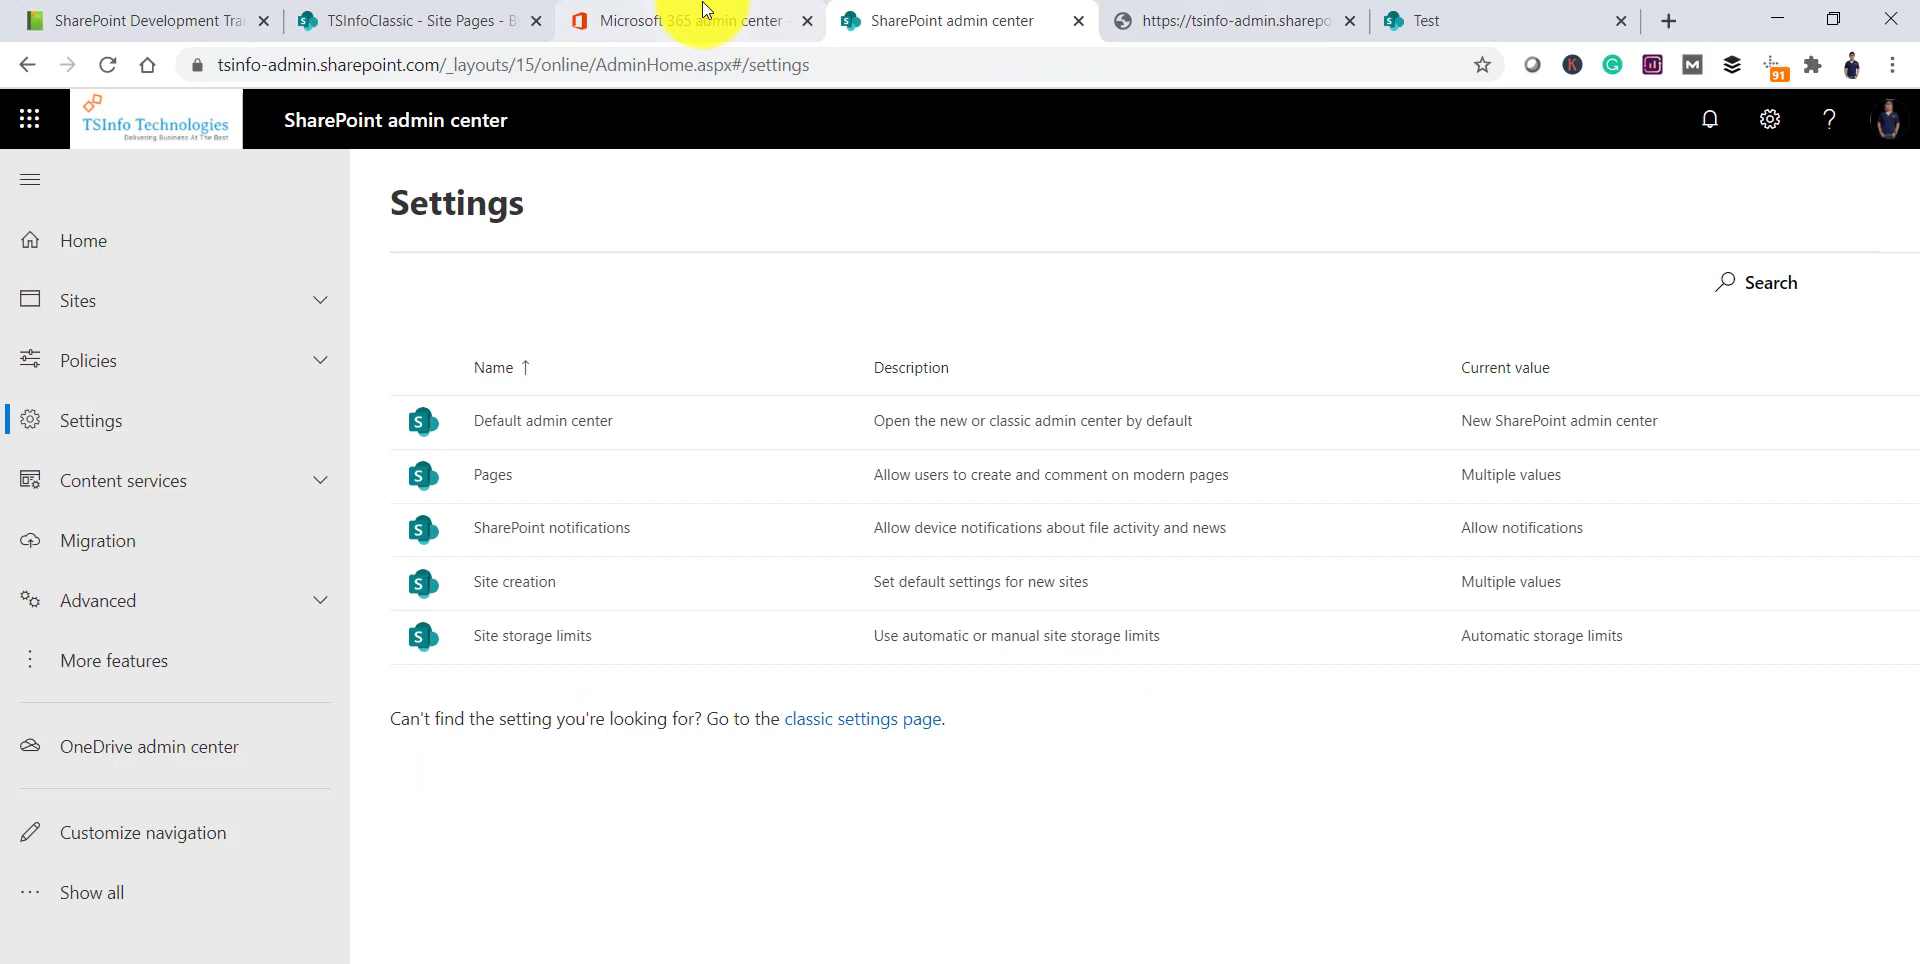 SharePoint Development Trai
TSInfoClassic - Site Pages - B
Microsoft 365 admin center -
SharePoint admin center
https://tsinfo-admin.sharepo
Test
tsinfo-admin.sharepoint.com/_layouts/15/online/AdminHome.aspx#/settings
91
TSInfo Technologies
Delivering Business At The Best
SharePoint admin center
Settings
Home
Sites
Policies
Settings
Content services
Migration
Advanced
More features
OneDrive admin center
Customize navigation
Show all
Search
Name ↑ Description Current value
Default admin center Open the new or classic admin center by default New SharePoint admin center
Pages Allow users to create and comment on modern pages Multiple values
SharePoint notifications Allow device notifications about file activity and news Allow notifications
Site creation Set default settings for new sites Multiple values
Site storage limits Use automatic or manual site storage limits Automatic storage limits
Can't find the setting you're looking for? Go to the classic settings page.